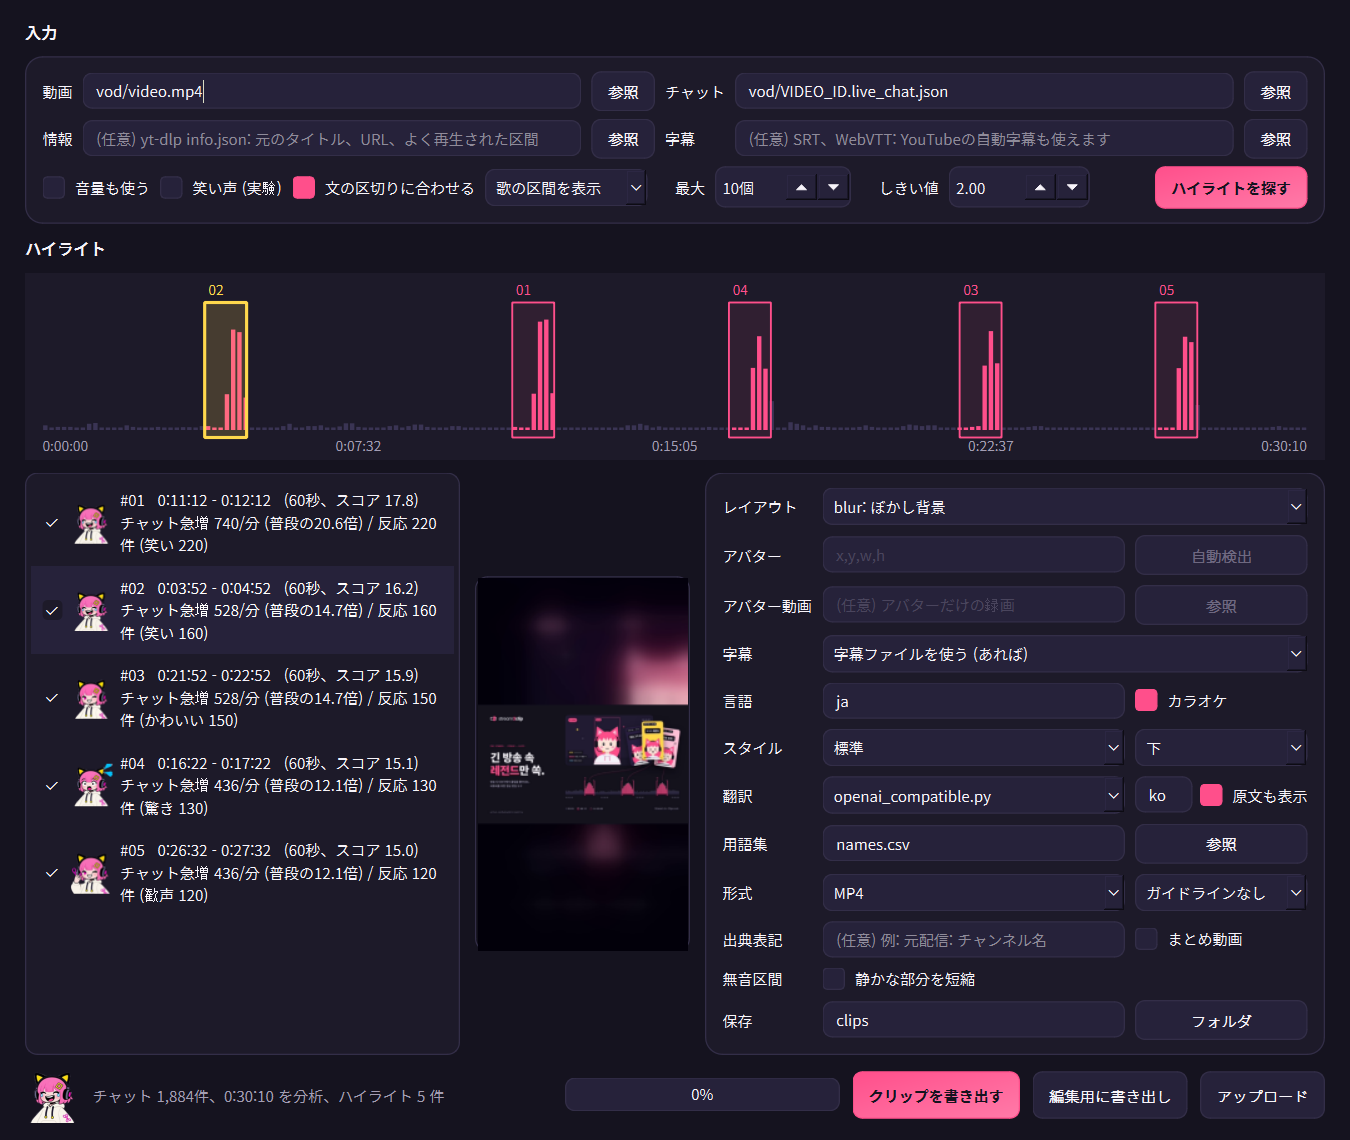 入力
動画 vod/video.mp4 参照 チャット vod/VIDEO_ID.live_chat.json 参照
情報 (任意) yt-dlp info.json: 元のタイトル、URL、よく再生された区間 参照 字幕 (任意) SRT、WebVTT: YouTubeの自動字幕も使えます 参照
音量も使う 笑い声 (実験) 文の区切りに合わせる 歌の区間を表示 最大 10個 しきい値 2.00 ハイライトを探す
ハイライト
02 01 04 03 05
0:00:00 0:07:32 0:15:05 0:22:37 0:30:10
#01 0:11:12 - 0:12:12 (60秒、スコア 17.8)
チャット急増 740/分 (普段の20.6倍) / 反応 220
件 (笑い 220)
#02 0:03:52 - 0:04:52 (60秒、スコア 16.2)
チャット急増 528/分 (普段の14.7倍) / 反応 160
件 (笑い 160)
#03 0:21:52 - 0:22:52 (60秒、スコア 15.9)
チャット急増 528/分 (普段の14.7倍) / 反応 150
件 (かわいい 150)
#04 0:16:22 - 0:17:22 (60秒、スコア 15.1)
チャット急増 436/分 (普段の12.1倍) / 反応 130
件 (驚き 130)
#05 0:26:32 - 0:27:32 (60秒、スコア 15.0)
チャット急増 436/分 (普段の12.1倍) / 反応 120
件 (歓声 120)
긴 방송 속
레전드만 쏙.
レイアウト blur: ぼかし背景
アバター x,y,w,h 自動検出
アバター動画 (任意) アバターだけの録画 参照
字幕 字幕ファイルを使う (あれば)
言語 ja カラオケ
スタイル 標準 下
翻訳 openai_compatible.py ko 原文も表示
用語集 names.csv 参照
形式 MP4 ガイドラインなし
出典表記 (任意) 例: 元配信: チャンネル名 まとめ動画
無音区間 静かな部分を短縮
保存 clips フォルダ
チャット 1,884件、0:30:10 を分析、ハイライト 5 件 0% クリップを書き出す 編集用に書き出し アップロード